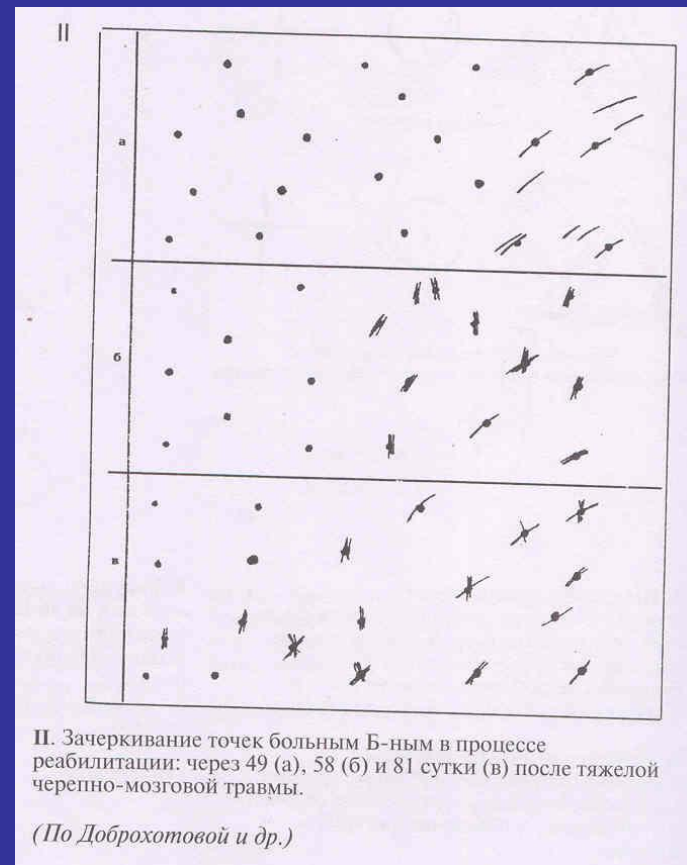 II
а
б
в
II. Зачеркивание точек больным Б-ным в процессе
реабилитации: через 49 (а), 58 (б) и 81 сутки (в) после тяжелой
черепно-мозговой травмы.
(По Доброхотовой и др.)